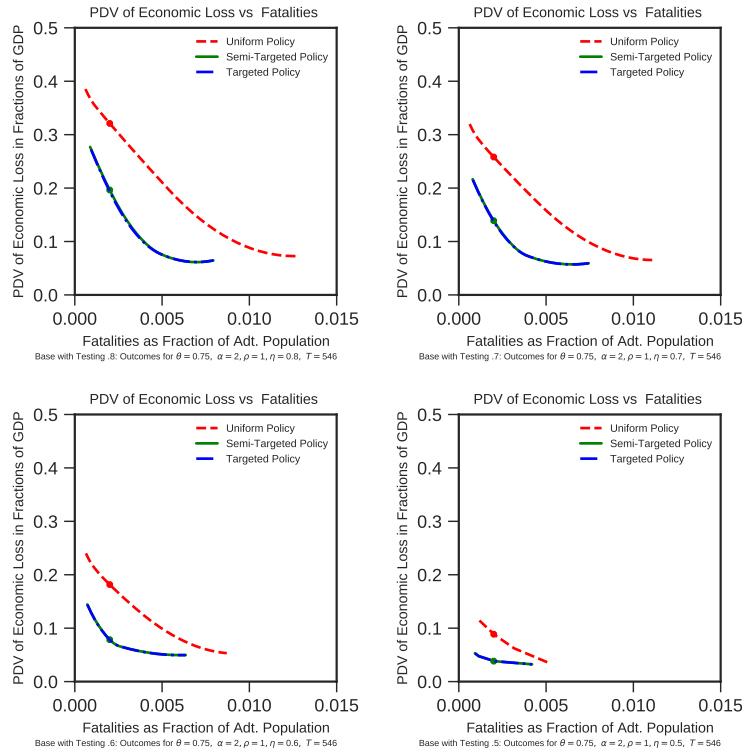 PDV of Economic Loss vs  Fatalities
PDV of Economic Loss in Fractions of GDP
0.5
0.4
0.3
0.2
0.1
0.0
Uniform Policy
Semi-Targeted Policy
Targeted Policy
0.000 0.005 0.010 0.015
Fatalities as Fraction of Adt. Population
Base with Testing .8: Outcomes for θ = 0.75,  α = 2, ρ = 1, η = 0.8,  T = 546
PDV of Economic Loss vs  Fatalities
PDV of Economic Loss in Fractions of GDP
0.5
0.4
0.3
0.2
0.1
0.0
Uniform Policy
Semi-Targeted Policy
Targeted Policy
0.000 0.005 0.010 0.015
Fatalities as Fraction of Adt. Population
Base with Testing .7: Outcomes for θ = 0.75,  α = 2, ρ = 1, η = 0.7,  T = 546
PDV of Economic Loss vs  Fatalities
PDV of Economic Loss in Fractions of GDP
0.5
0.4
0.3
0.2
0.1
0.0
Uniform Policy
Semi-Targeted Policy
Targeted Policy
0.000 0.005 0.010 0.015
Fatalities as Fraction of Adt. Population
Base with Testing .6: Outcomes for θ = 0.75,  α = 2, ρ = 1, η = 0.6,  T = 546
PDV of Economic Loss vs  Fatalities
PDV of Economic Loss in Fractions of GDP
0.5
0.4
0.3
0.2
0.1
0.0
Uniform Policy
Semi-Targeted Policy
Targeted Policy
0.000 0.005 0.010 0.015
Fatalities as Fraction of Adt. Population
Base with Testing .5: Outcomes for θ = 0.75,  α = 2, ρ = 1, η = 0.5,  T = 546